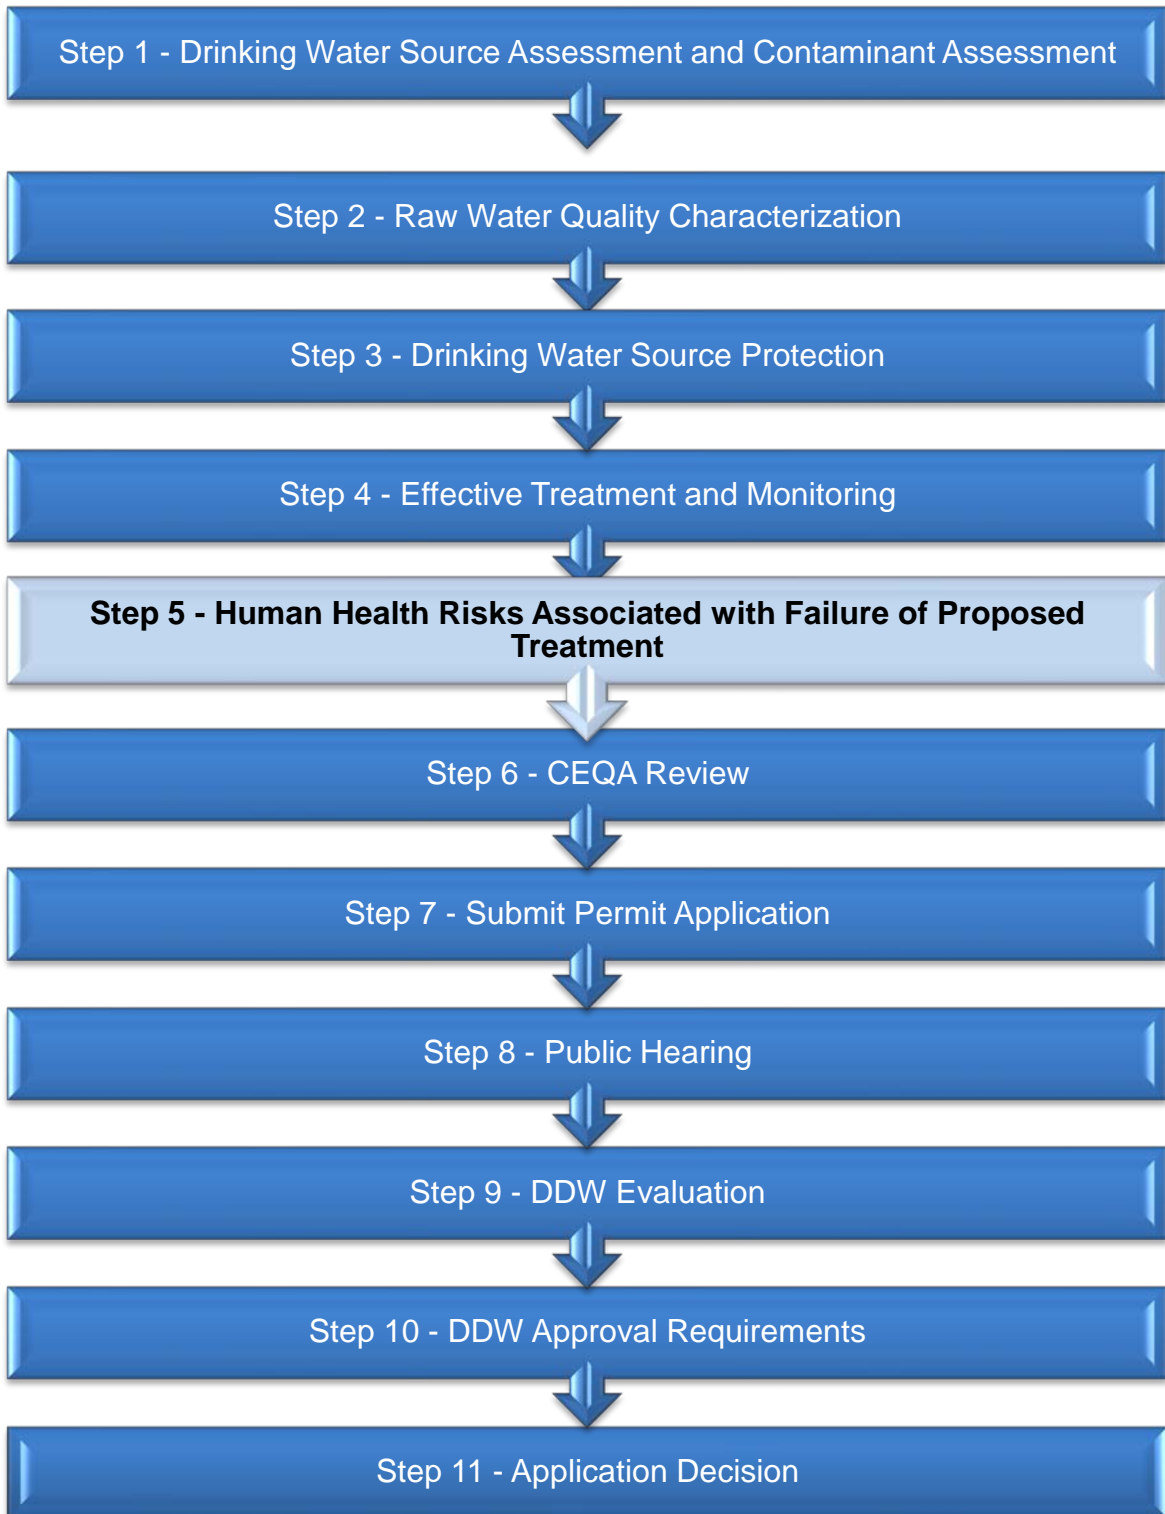 Step 1 - Drinking Water Source Assessment and Contaminant Assessment
Step 2 - Raw Water Quality Characterization
Step 3 - Drinking Water Source Protection
Step 4 - Effective Treatment and Monitoring
Step 5 - Human Health Risks Associated with Failure of Proposed
Treatment
Step 6 - CEQA Review
Step 7 - Submit Permit Application
Step 8 - Public Hearing
Step 9 - DDW Evaluation
Step 10 - DDW Approval Requirements
Step 11 - Application Decision